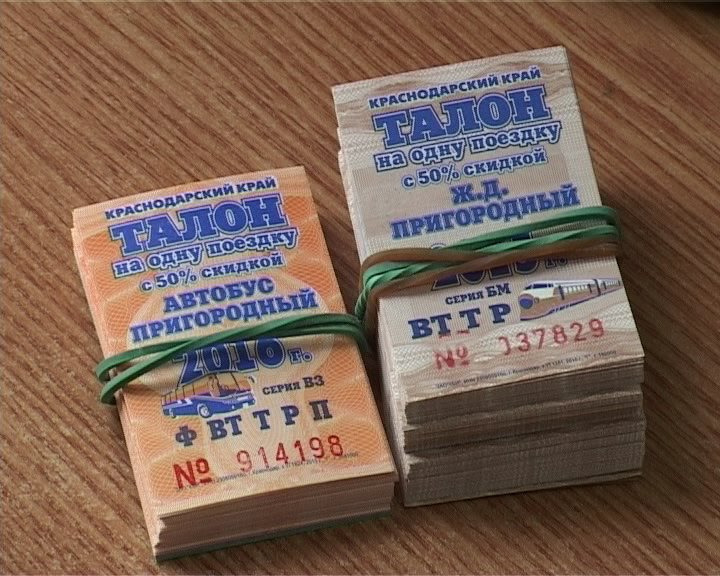 КРАСНОДАРСКИЙ КРАЙ
ТАЛОН
на одну поездку
с 50% скидкой
АВТОБУС
ПРИГОРОДНЫЙ
2016 г.
СЕРИЯ ВЗ
Ф ВТ Т Р П
№ 914198
КРАСНОДАРСКИЙ КРАЙ
ТАЛОН
на одну поездку
с 50% скидкой
Ж.Д.
ПРИГОРОДНЫЙ
СЕРИЯ БМ
ВТ Т Р
№ 137829